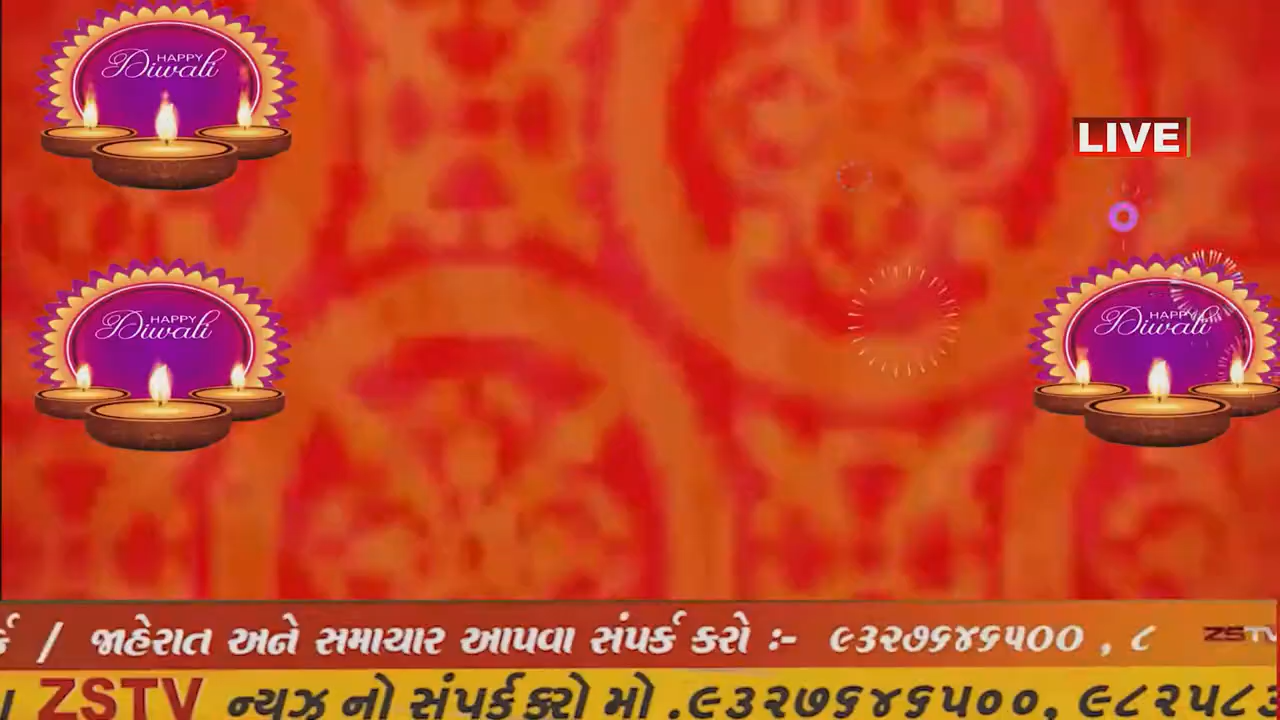 HAPPY
Diwali
LIVE
HAPPY
Diwali
HAPPY
Diwali
/ જાહેરાત અને સમાચાર આપવા સંપર્ક કરો :- ૯૩૨૭૬૪૬૫૦૦ , ૮ ZSTV
ZSTV ન્યૂઝ નો સંપર્ક કરો મો .૯૩૨૭૬૪૬૫૦૦, ૯૮૨૫૮૩